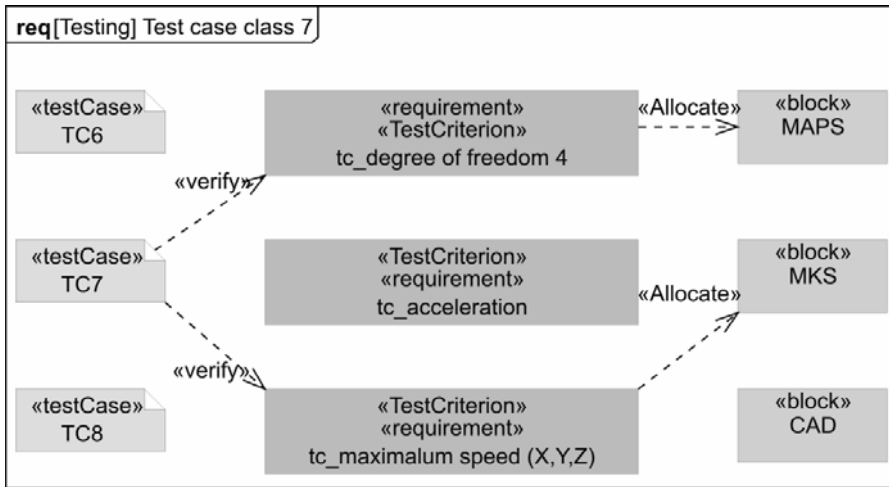 req[Testing] Test case class 7
«testCase»
TC6
«requirement»
«TestCriterion»
tc_degree of freedom 4
«Allocate»
«block»
MAPS
«verify»
«testCase»
TC7
«TestCriterion»
«requirement»
tc_acceleration
«Allocate»
«block»
MKS
«verify»
«testCase»
TC8
«TestCriterion»
«requirement»
tc_maximalum speed (X,Y,Z)
«block»
CAD